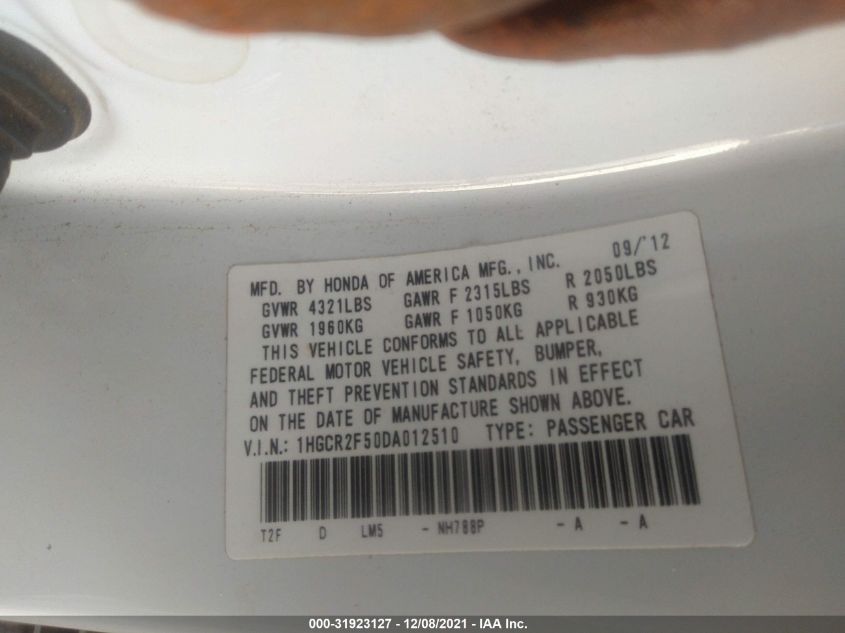 MFD. BY HONDA OF AMERICA MFG., INC. 09/'12
GVWR 4321LBS GAWR F 2315LBS R 2050LBS
GVWR 1960KG GAWR F 1050KG R 930KG
THIS VEHICLE CONFORMS TO ALL APPLICABLE
FEDERAL MOTOR VEHICLE SAFETY, BUMPER,
AND THEFT PREVENTION STANDARDS IN EFFECT
ON THE DATE OF MANUFACTURE SHOWN ABOVE.
V.I.N.: 1HGCR2F50DA012510 TYPE: PASSENGER CAR
T2F D LM5 - NH788P - A - A
000-31923127 - 12/08/2021 - IAA Inc.